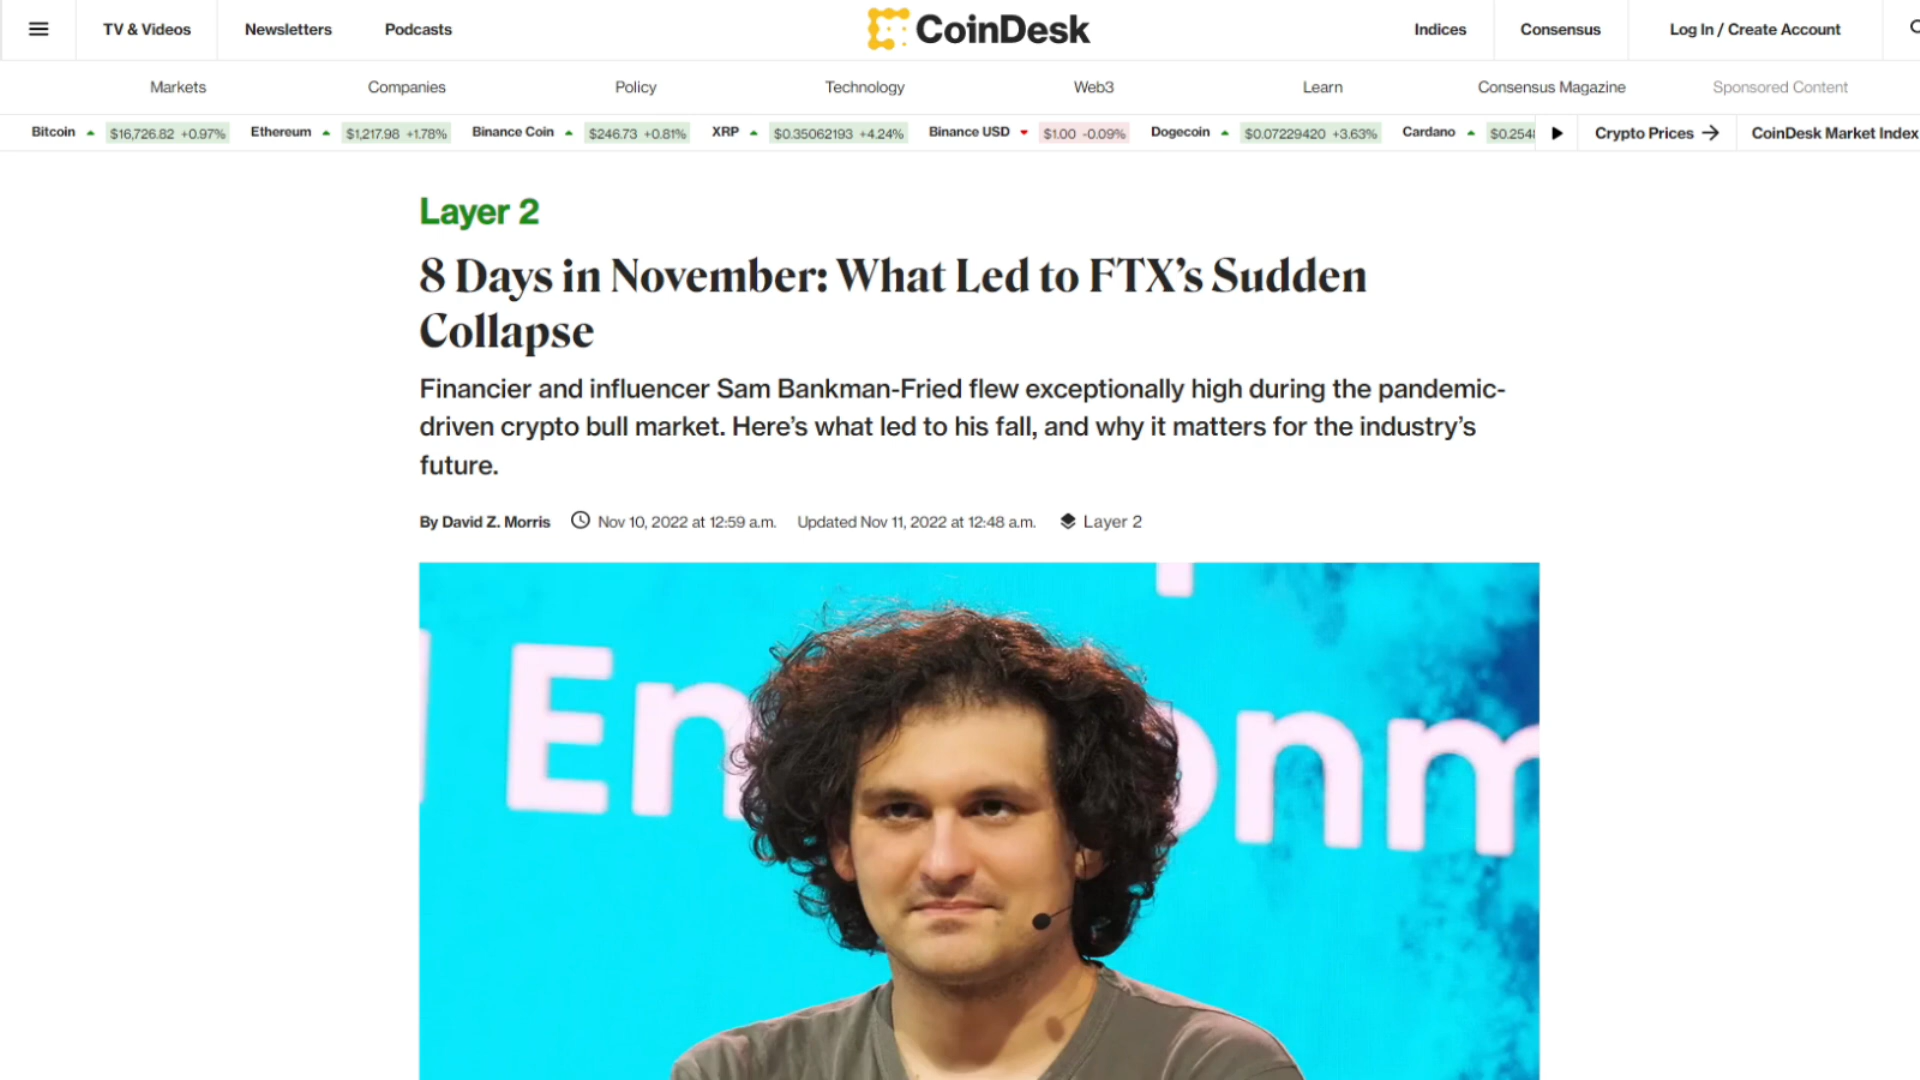 TV & Videos
Newsletters
Podcasts
CoinDesk
Indices
Consensus
Log In / Create Account
Markets
Companies
Policy
Technology
Web3
Learn
Consensus Magazine
Sponsored Content
Bitcoin $16,726.82 +0.97%
Ethereum $1,217.98 +1.78%
Binance Coin $246.73 +0.81%
XRP $0.35062193 +4.24%
Binance USD $1.00 -0.09%
Dogecoin $0.07229420 +3.63%
Cardano $0.254
Crypto Prices
CoinDesk Market Index
Layer 2
8 Days in November: What Led to FTX’s Sudden
Collapse
Financier and influencer Sam Bankman-Fried flew exceptionally high during the pandemic-
driven crypto bull market. Here’s what led to his fall, and why it matters for the industry’s
future.
By David Z. Morris Nov 10, 2022 at 12:59 a.m. Updated Nov 11, 2022 at 12:48 a.m. Layer 2
En onm